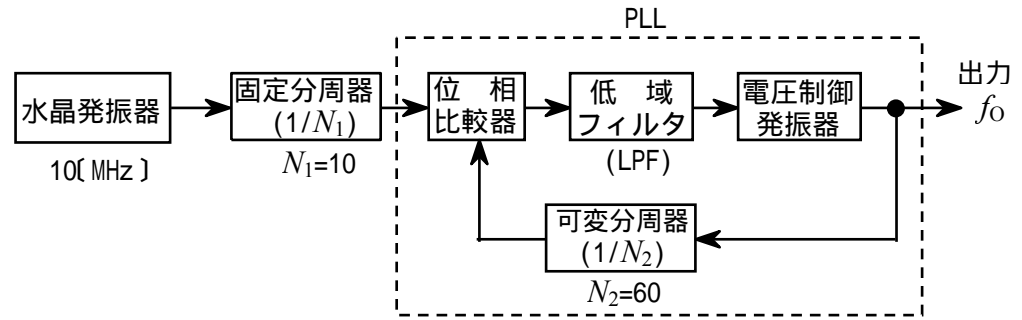 PLL
水晶発振器
10〔MHz〕
固定分周器
(1/N₁)
N₁=10
位 相
比較器
低 域
フィルタ
(LPF)
電圧制御
発振器
出力
fO
可変分周器
(1/N₂)
N₂=60